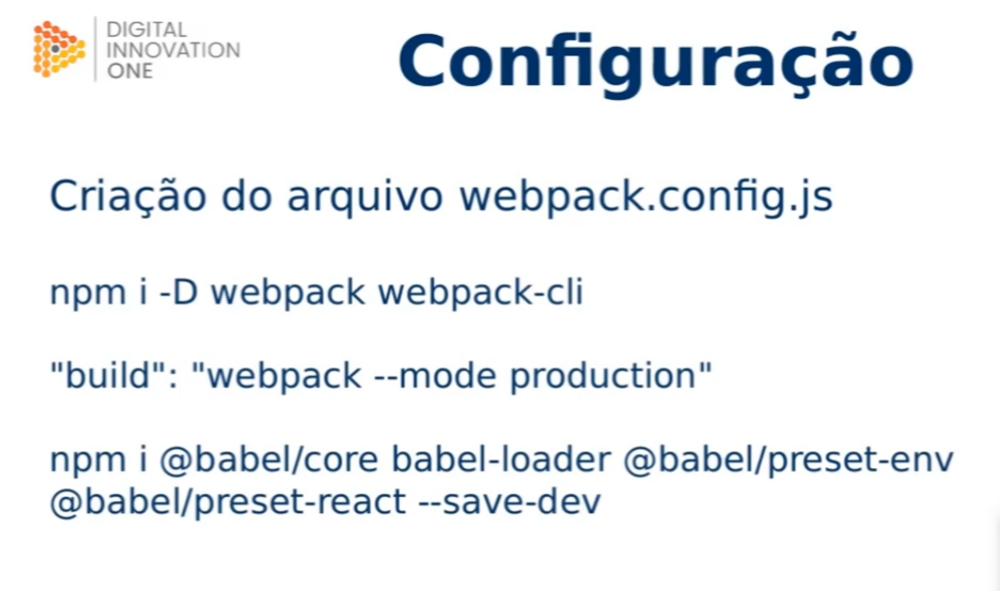 DIGITAL
INNOVATION
ONE
Configuração
Criação do arquivo webpack.config.js
npm i -D webpack webpack-cli
"build": "webpack --mode production"
npm i @babel/core babel-loader @babel/preset-env
@babel/preset-react --save-dev